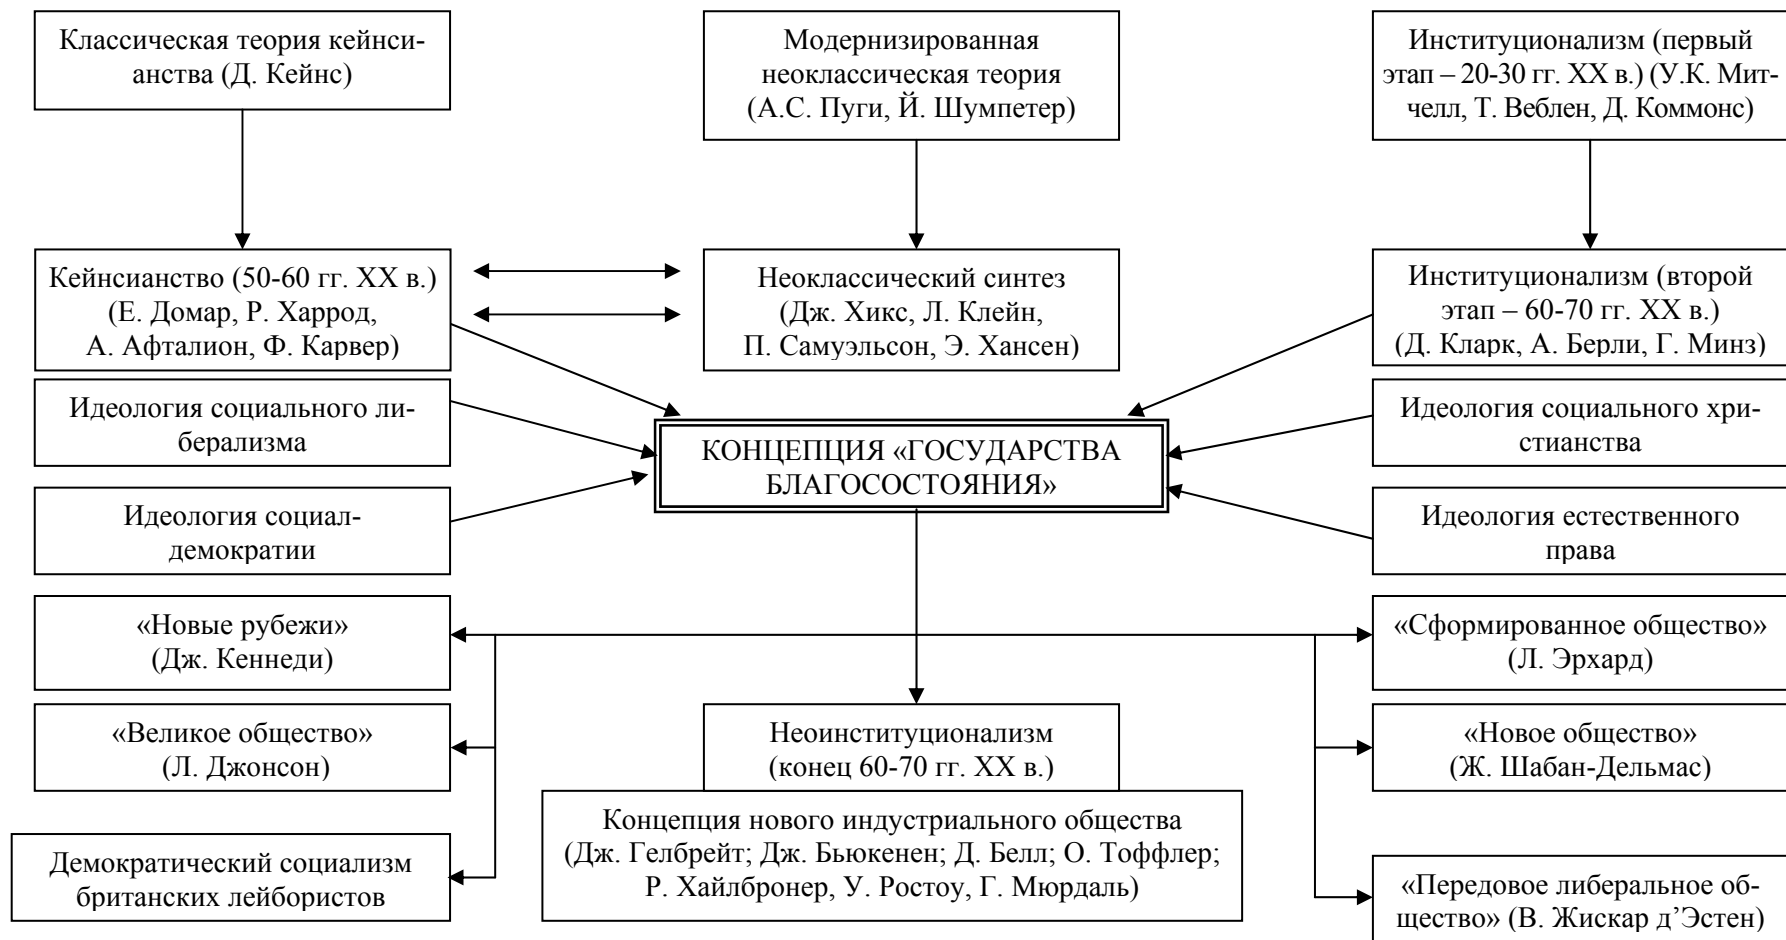 Классическая теория кейнси-
анства (Д. Кейнс)
Модернизированная
неоклассическая теория
(А.С. Пуги, Й. Шумпетер)
Институционализм (первый
этап – 20-30 гг. XX в.) (У.К. Мит-
челл, Т. Веблен, Д. Коммонс)
Кейнсианство (50-60 гг. XX в.)
(Е. Домар, Р. Харрод,
А. Афталион, Ф. Карвер)
Неоклассический синтез
(Дж. Хикс, Л. Клейн,
П. Самуэльсон, Э. Хансен)
Институционализм (второй
этап – 60-70 гг. XX в.)
(Д. Кларк, А. Берли, Г. Минз)
Идеология социального ли-
берализма
КОНЦЕПЦИЯ «ГОСУДАРСТВА
БЛАГОСОСТОЯНИЯ»
Идеология социального хри-
стианства
Идеология социал-
демократии
Идеология естественного
права
«Новые рубежи»
(Дж. Кеннеди)
«Сформированное общество»
(Л. Эрхард)
«Великое общество»
(Л. Джонсон)
Неоинституционализм
(конец 60-70 гг. XX в.)
«Новое общество»
(Ж. Шабан-Дельмас)
Концепция нового индустриального общества
(Дж. Гелбрейт; Дж. Бьюкенен; Д. Белл; О. Тоффлер;
Р. Хайлбронер, У. Ростоу, Г. Мюрдаль)
Демократический социализм
британских лейбористов
«Передовое либеральное об-
щество» (В. Жискар д’Эстен)